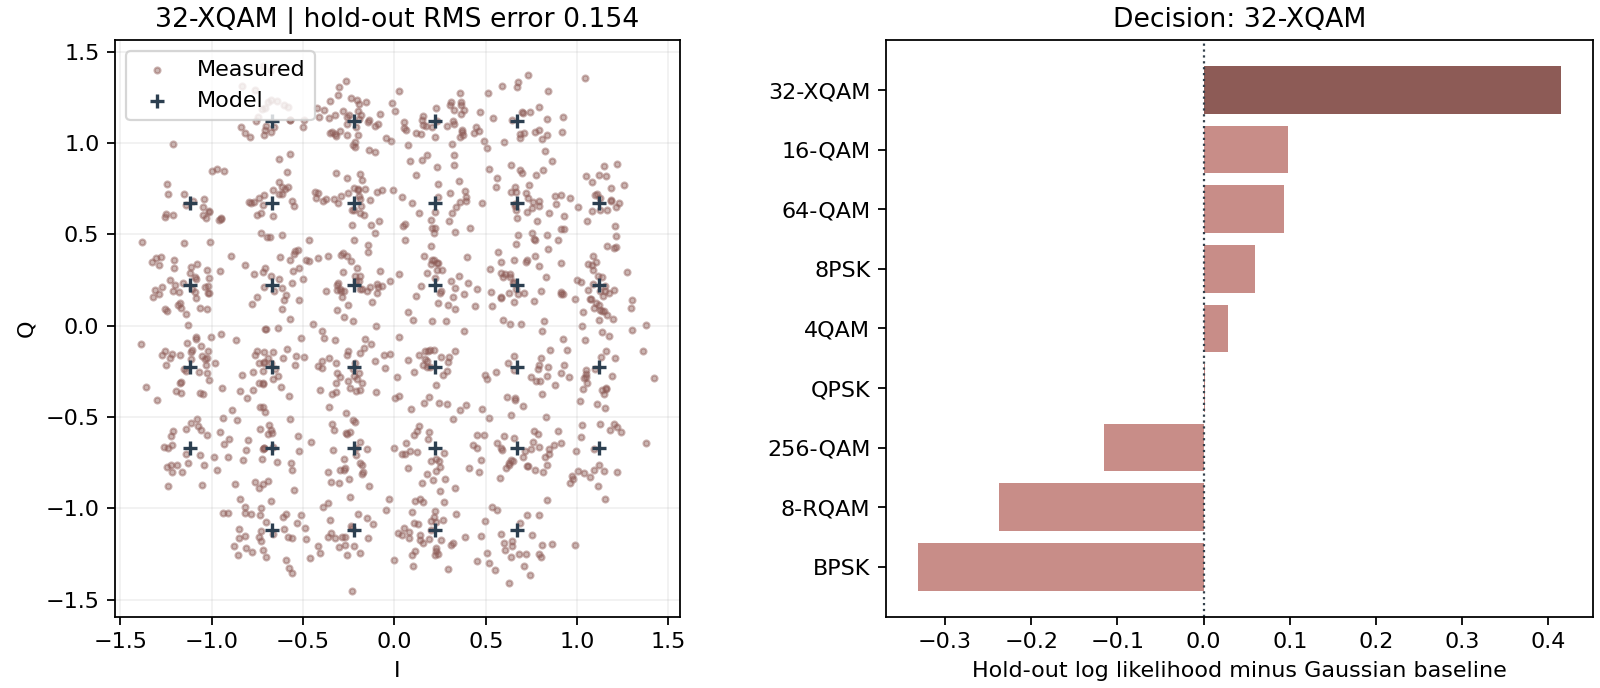 32-XQAM | hold-out RMS error 0.154
Measured
Model
1.5
1.0
0.5
0.0
−0.5
−1.0
−1.5
Q
−1.5 −1.0 −0.5 0.0 0.5 1.0 1.5
I
Decision: 32-XQAM
32-XQAM
16-QAM
64-QAM
8PSK
4QAM
QPSK
256-QAM
8-RQAM
BPSK
−0.3 −0.2 −0.1 0.0 0.1 0.2 0.3 0.4
Hold-out log likelihood minus Gaussian baseline